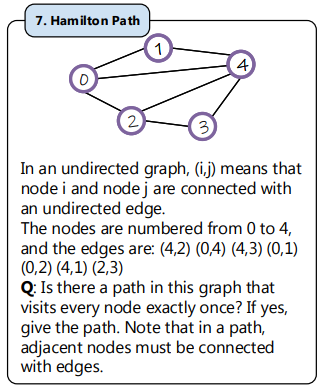 7. Hamilton Path
1
4
0
2
3
In an undirected graph, (i,j) means that
node i and node j are connected with
an undirected edge.
The nodes are numbered from 0 to 4,
and the edges are: (4,2) (0,4) (4,3) (0,1)
(0,2) (4,1) (2,3)
Q: Is there a path in this graph that
visits every node exactly once? If yes,
give the path. Note that in a path,
adjacent nodes must be connected
with edges.